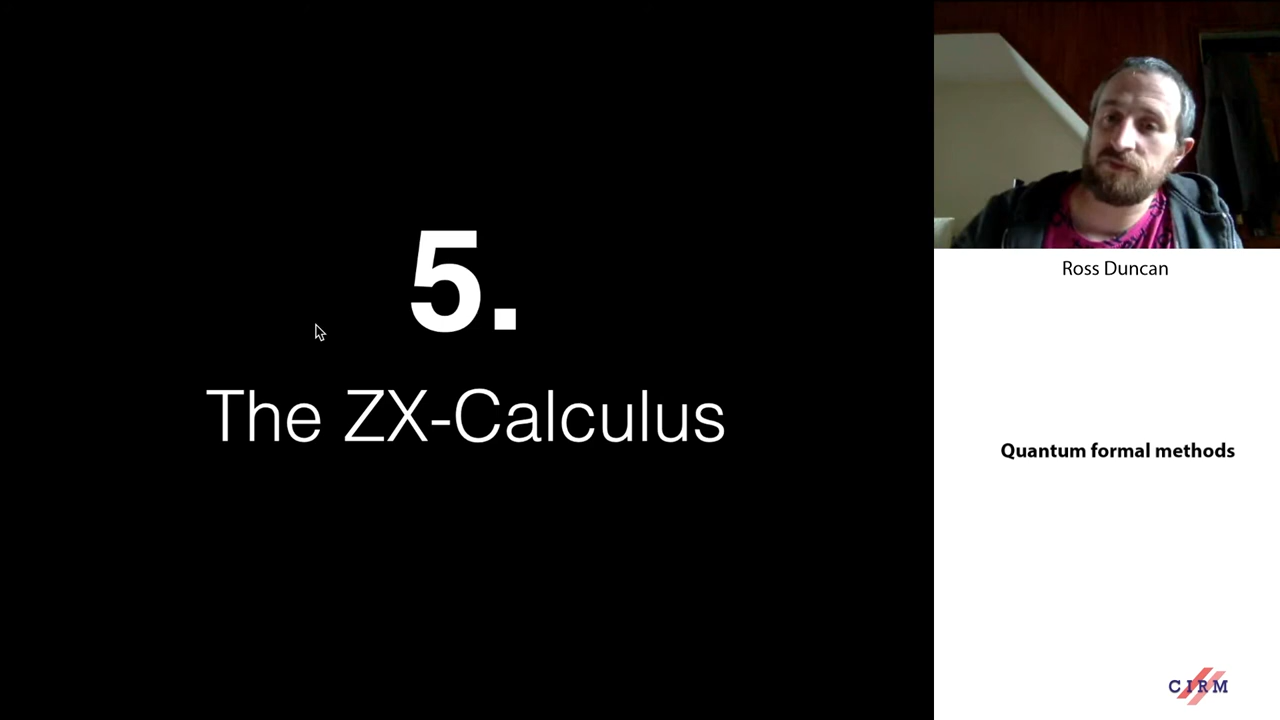 5.
The ZX-Calculus
Ross Duncan
Quantum formal methods
CIRM